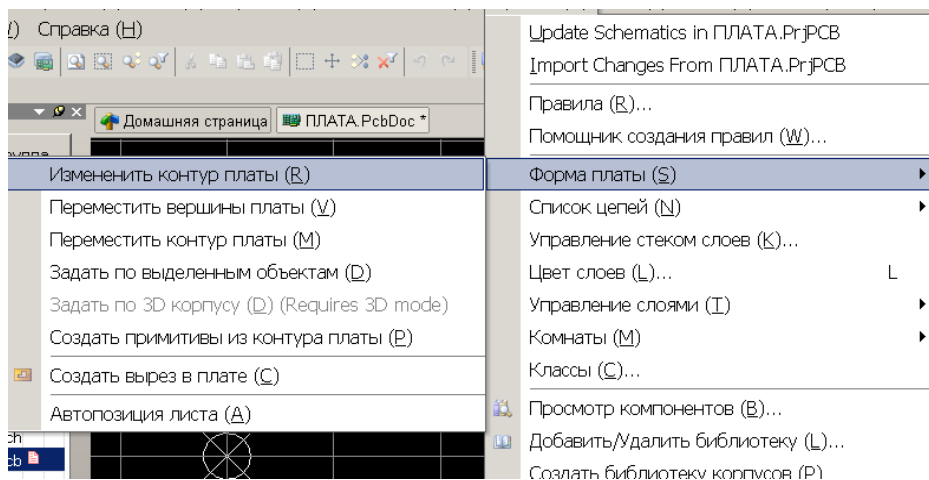 Справка (H)
Домашняя страница
ПЛАТА.PcbDoc *
Измененить контур платы (R)
Переместить вершины платы (V)
Переместить контур платы (M)
Задать по выделенным объектам (D)
Задать по 3D корпусу (D) (Requires 3D mode)
Создать примитивы из контура платы (P)
Создать вырез в плате (C)
Автопозиция листа (A)
Update Schematics in ПЛАТА.PrjPCB
Import Changes From ПЛАТА.PrjPCB
Правила (R)...
Помощник создания правил (W)...
Форма платы (S)
Список цепей (N)
Управление стеком слоев (K)...
Цвет слоев (L)... L
Управление слоями (T)
Комнаты (M)
Классы (C)...
Просмотр компонентов (B)...
Добавить/Удалить библиотеку (L)...
Создать библиотеку корпусов (P)